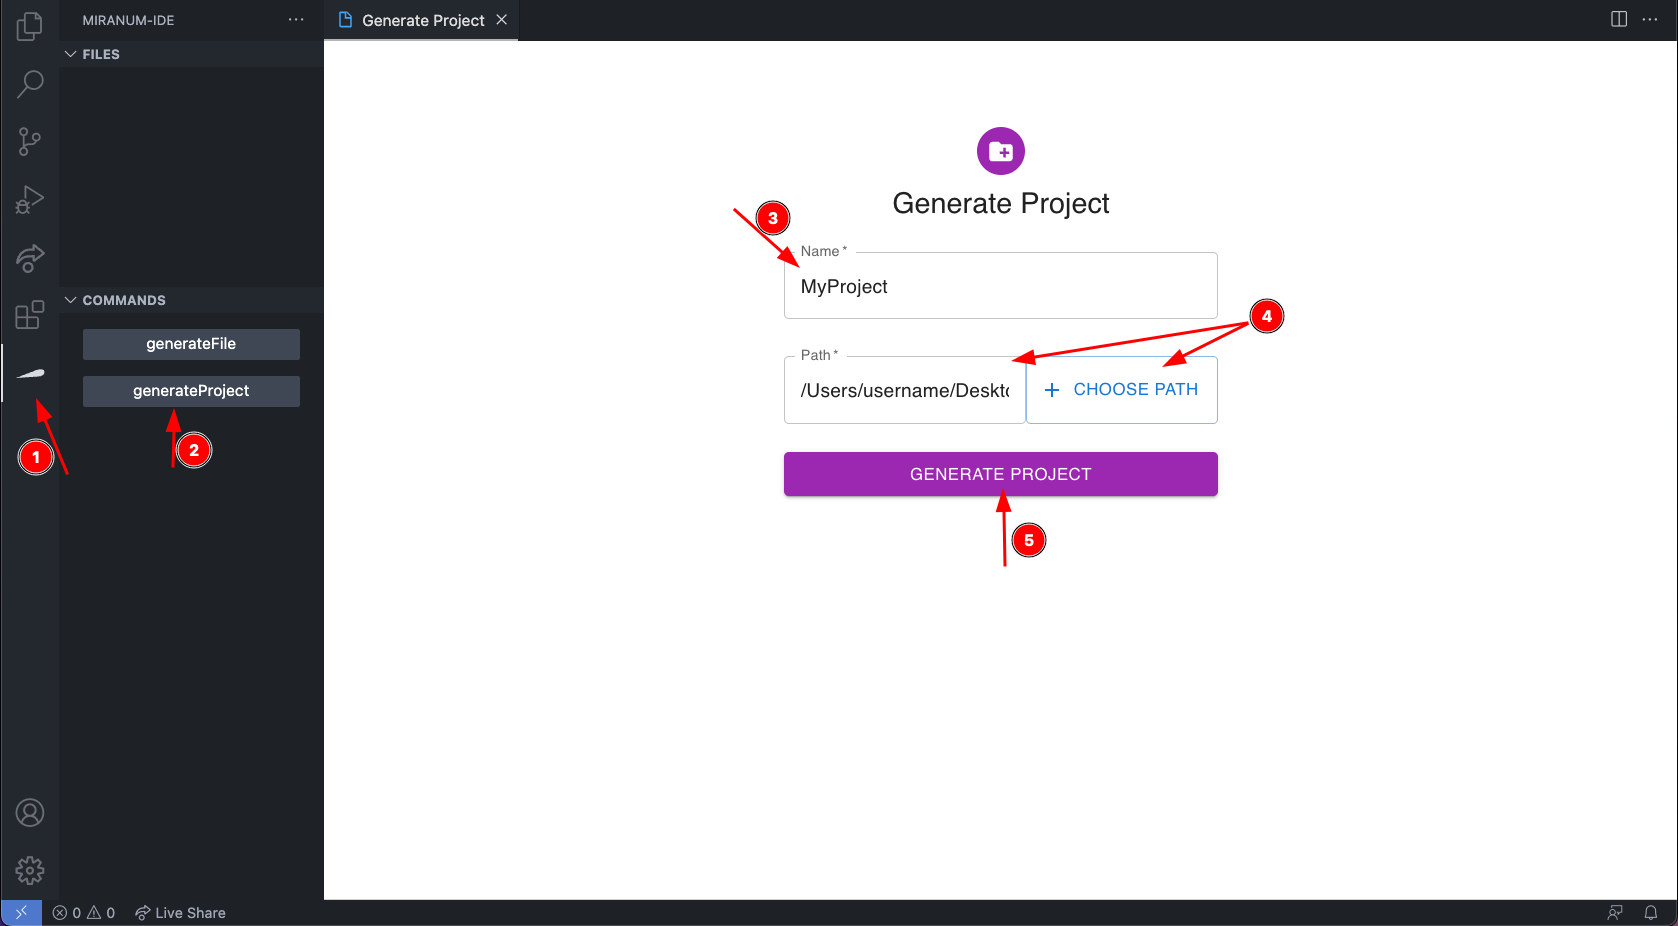 MIRANUM-IDE
Generate Project
FILES
COMMANDS
generateFile
generateProject
1
2
Generate Project
3
Name *
MyProject
4
Path *
/Users/username/Deskto
+ CHOOSE PATH
GENERATE PROJECT
5
0 0 Live Share